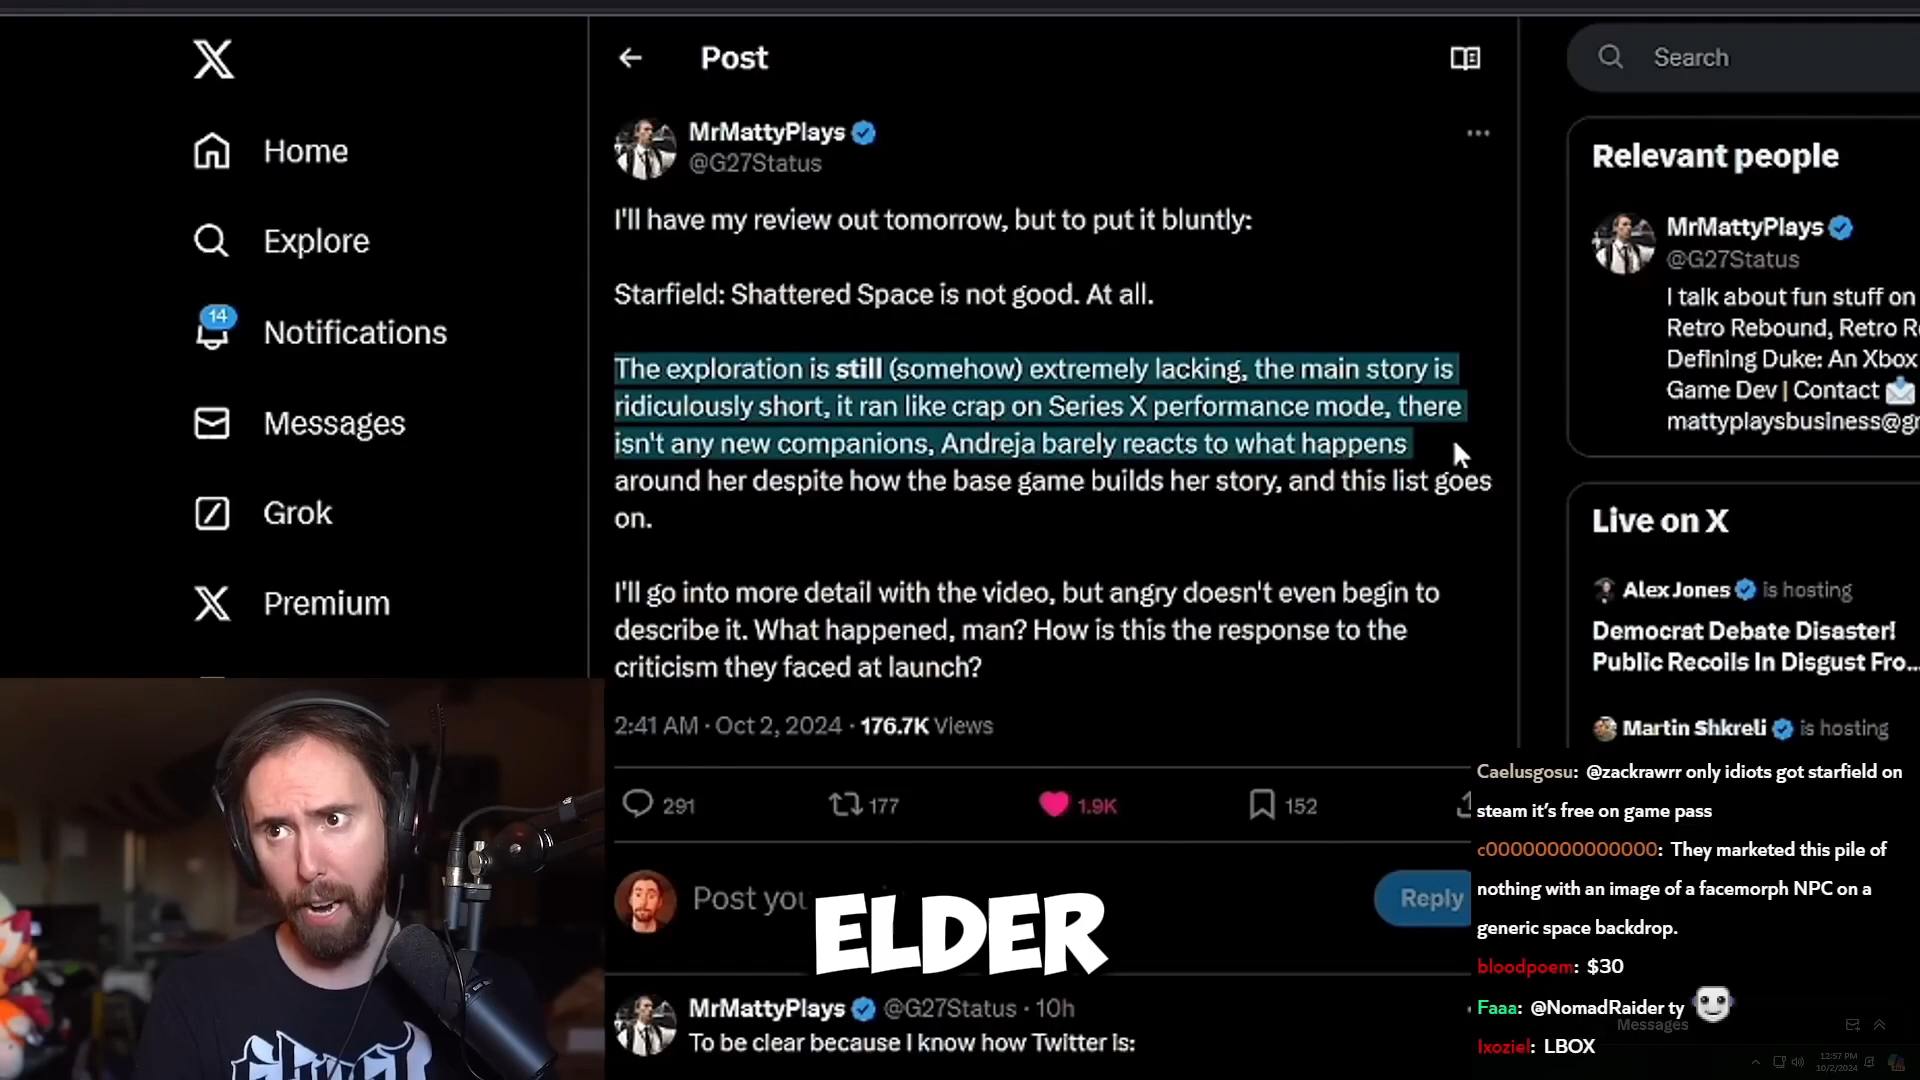 Post
Search
Home
Explore
14
Notifications
Messages
Grok
Premium
MrMattyPlays
@G27Status
I'll have my review out tomorrow, but to put it bluntly:
Starfield: Shattered Space is not good. At all.
The exploration is still (somehow) extremely lacking, the main story is
ridiculously short, it ran like crap on Series X performance mode, there
isn't any new companions, Andreja barely reacts to what happens
around her despite how the base game builds her story, and this list goes
on.
I'll go into more detail with the video, but angry doesn't even begin to
describe it. What happened, man? How is this the response to the
criticism they faced at launch?
2:41 AM · Oct 2, 2024 · 176.7K Views
291 177 1.9K 152
Post you
Reply
ELDER
MrMattyPlays @G27Status · 10h
To be clear because I know how Twitter is:
Relevant people
MrMattyPlays
@G27Status
I talk about fun stuff on
Retro Rebound, Retro R
Defining Duke: An Xbox
Game Dev | Contact
mattyplaysbusiness@g
Live on X
Alex Jones is hosting
Democrat Debate Disaster!
Public Recoils In Disgust Fro...
Martin Shkreli is hosting
Caelusgosu: @zackrawrr only idiots got starfield on
steam it's free on game pass
c00000000000000: They marketed this pile of
nothing with an image of a facemorph NPC on a
generic space backdrop.
bloodpoem: $30
Faaa: @NomadRaider ty
Messages
Ixoziel: LBOX
12:57 PM
10/2/2024